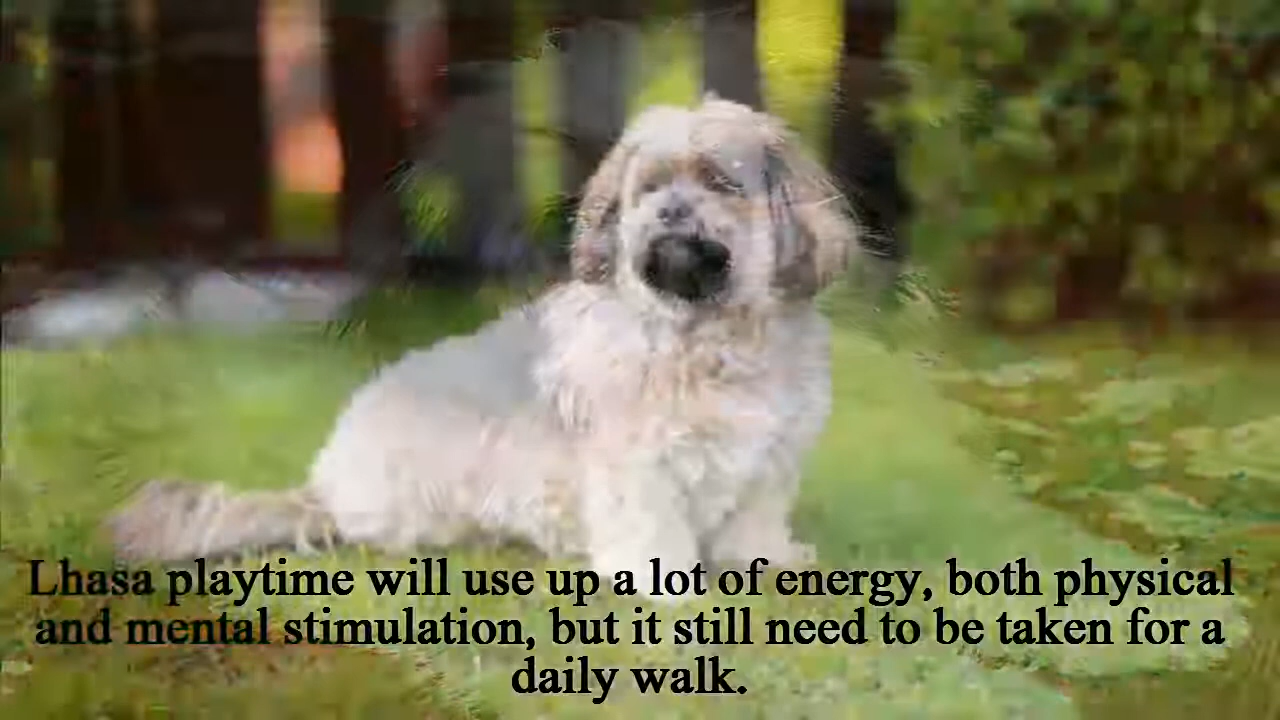 Lhasa playtime will use up a lot of energy, both physical
and mental stimulation, but it still need to be taken for a
daily walk.